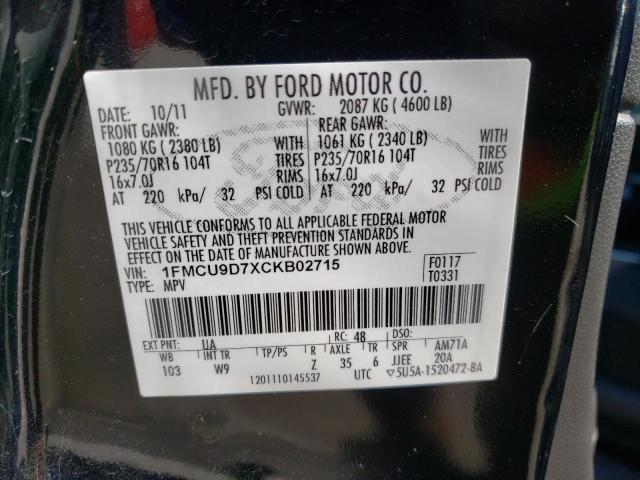 MFD. BY FORD MOTOR CO.
DATE: 10/11 GVWR: 2087 KG ( 4600 LB)
FRONT GAWR: REAR GAWR:
1080 KG ( 2380 LB) WITH 1061 KG ( 2340 LB) WITH
P235/70R16 104T TIRES P235/70R16 104T TIRES
16x7.0J RIMS 16x7.0J RIMS
AT 220 kPa/ 32 PSI COLD AT 220 kPa/ 32 PSI COLD
THIS VEHICLE CONFORMS TO ALL APPLICABLE FEDERAL MOTOR
VEHICLE SAFETY AND THEFT PREVENTION STANDARDS IN
EFFECT ON THE DATE OF MANUFACTURE SHOWN ABOVE.
VIN: 1FMCU9D7XCKB02715 F0117
TYPE: MPV T0331
EXT PNT: UA RC: 48 DSO:
WB INT TR TP/PS R AXLE TR SPR AM71A
103 W9 Z 35 6 JJEE 20A
1201110145537 UTC ▽5U5A-1520472-BA